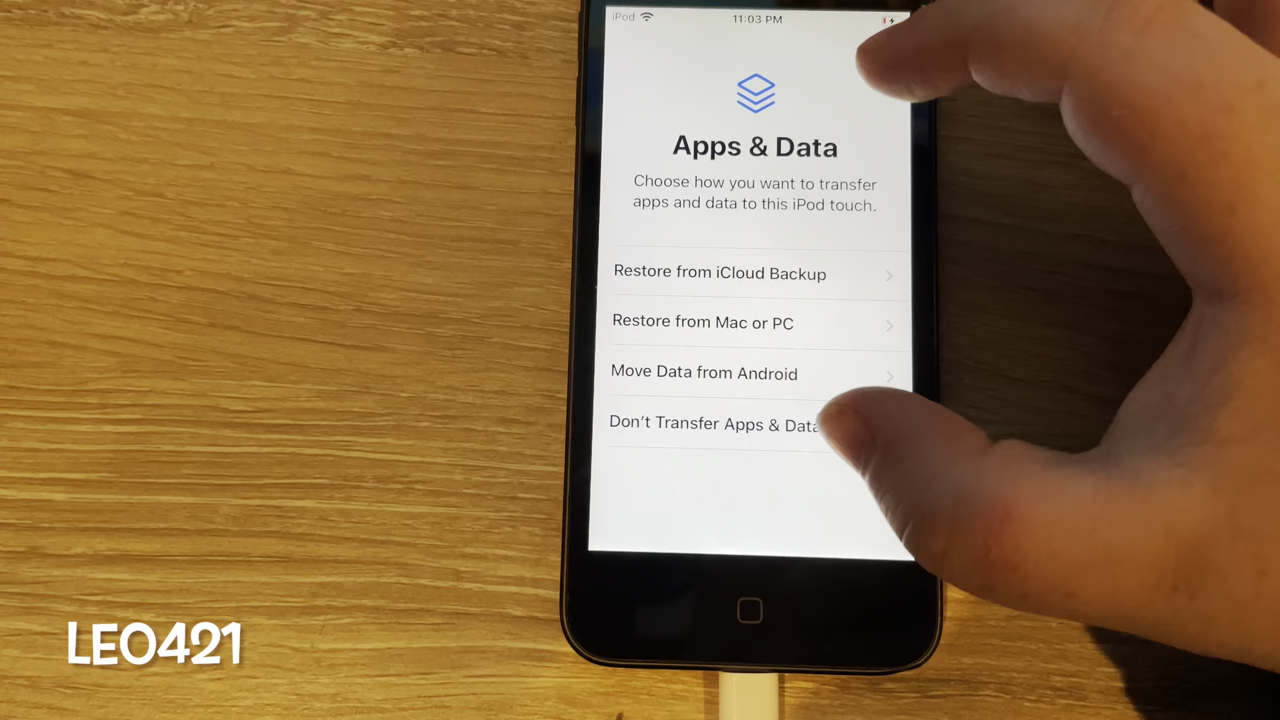 iPod
11:03 PM
Apps & Data
Choose how you want to transfer
apps and data to this iPod touch.
Restore from iCloud Backup
Restore from Mac or PC
Move Data from Android
Don't Transfer Apps & Data
LEO421